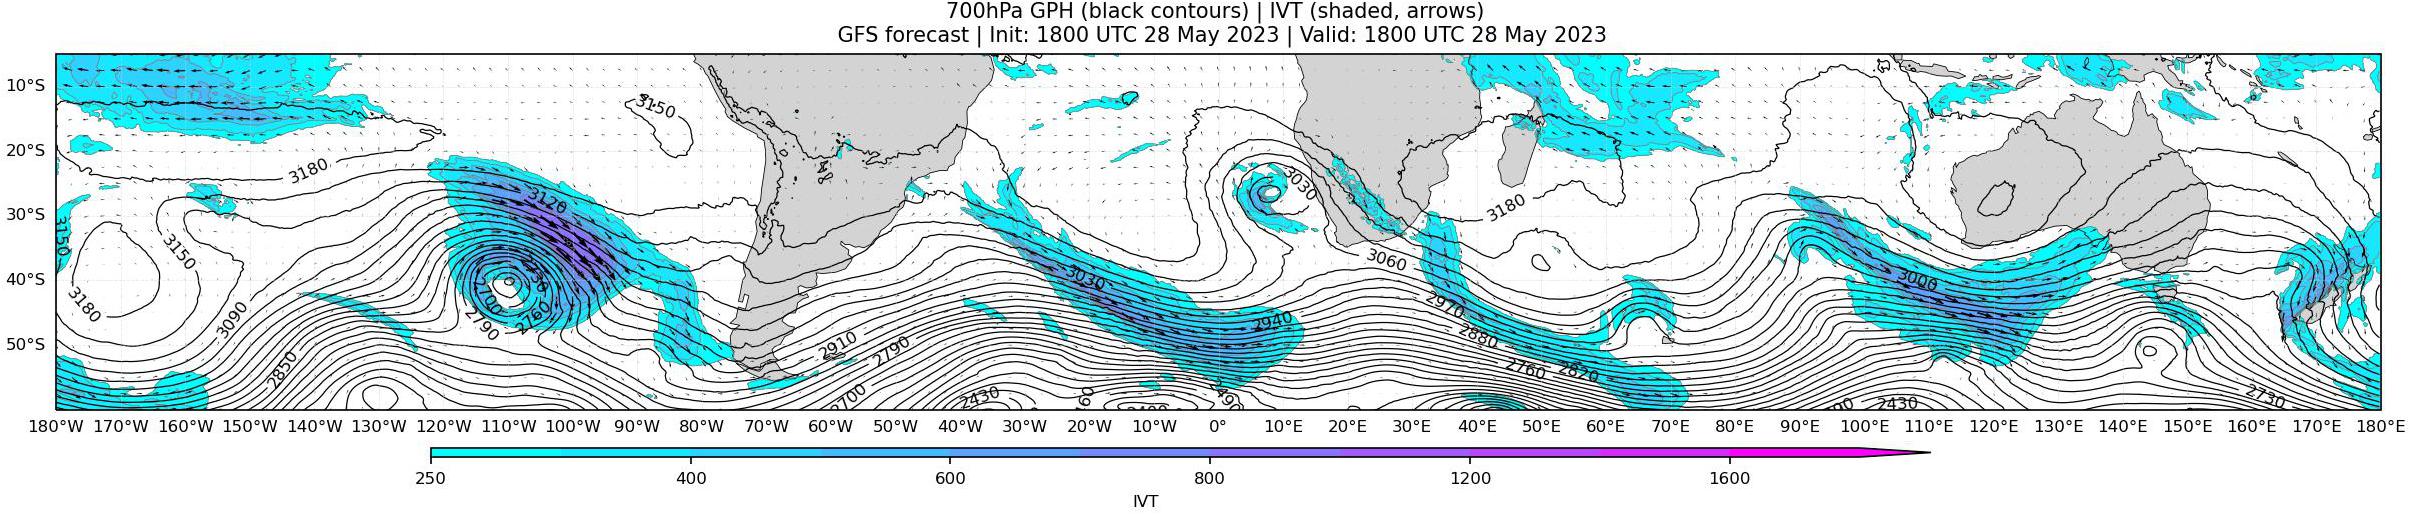 700hPa GPH (black contours) | IVT (shaded, arrows)
GFS forecast | Init: 1800 UTC 28 May 2023 | Valid: 1800 UTC 28 May 2023
10°S
20°S
30°S
40°S
50°S
3150
3180
3120
3030
3180
3150
3150
3180
3090
2850
2700
2790
2760
3030
3060
2970
2880
2760
2820
2940
2910
2790
2700
2430
2490
3000
2430
2730
180°W 170°W 160°W 150°W 140°W 130°W 120°W 110°W 100°W 90°W 80°W 70°W 60°W 50°W 40°W 30°W 20°W 10°W 0° 10°E 20°E 30°E 40°E 50°E 60°E 70°E 80°E 90°E 100°E 110°E 120°E 130°E 140°E 150°E 160°E 170°E 180°E
250 400 600 800 1200 1600
IVT